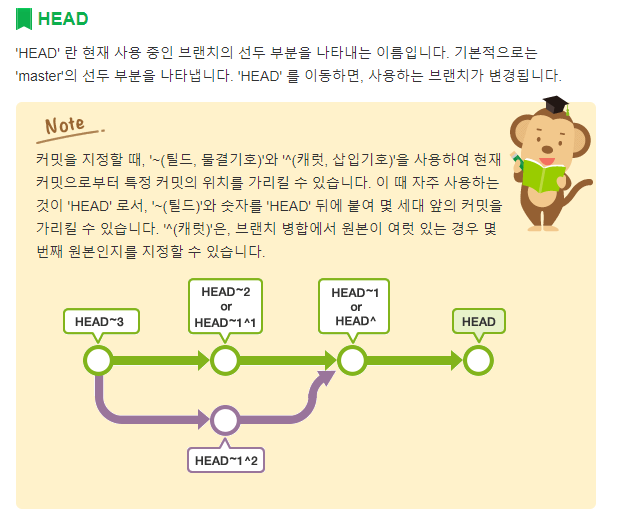 HEAD
'HEAD' 란 현재 사용 중인 브랜치의 선두 부분을 나타내는 이름입니다. 기본적으로는
'master'의 선두 부분을 나타냅니다. 'HEAD' 를 이동하면, 사용하는 브랜치가 변경됩니다.
Note
커밋을 지정할 때, '~(틸드, 물결기호)'와 '^(캐럿, 삽입기호)'을 사용하여 현재
커밋으로부터 특정 커밋의 위치를 가리킬 수 있습니다. 이 때 자주 사용하는
것이 'HEAD' 로서, '~(틸드)'와 숫자를 'HEAD' 뒤에 붙여 몇 세대 앞의 커밋을
가리킬 수 있습니다. '^(캐럿)'은, 브랜치 병합에서 원본이 여럿 있는 경우 몇
번째 원본인지를 지정할 수 있습니다.
HEAD~3
HEAD~2
or
HEAD~1^1
HEAD~1
or
HEAD^
HEAD
HEAD~1^2